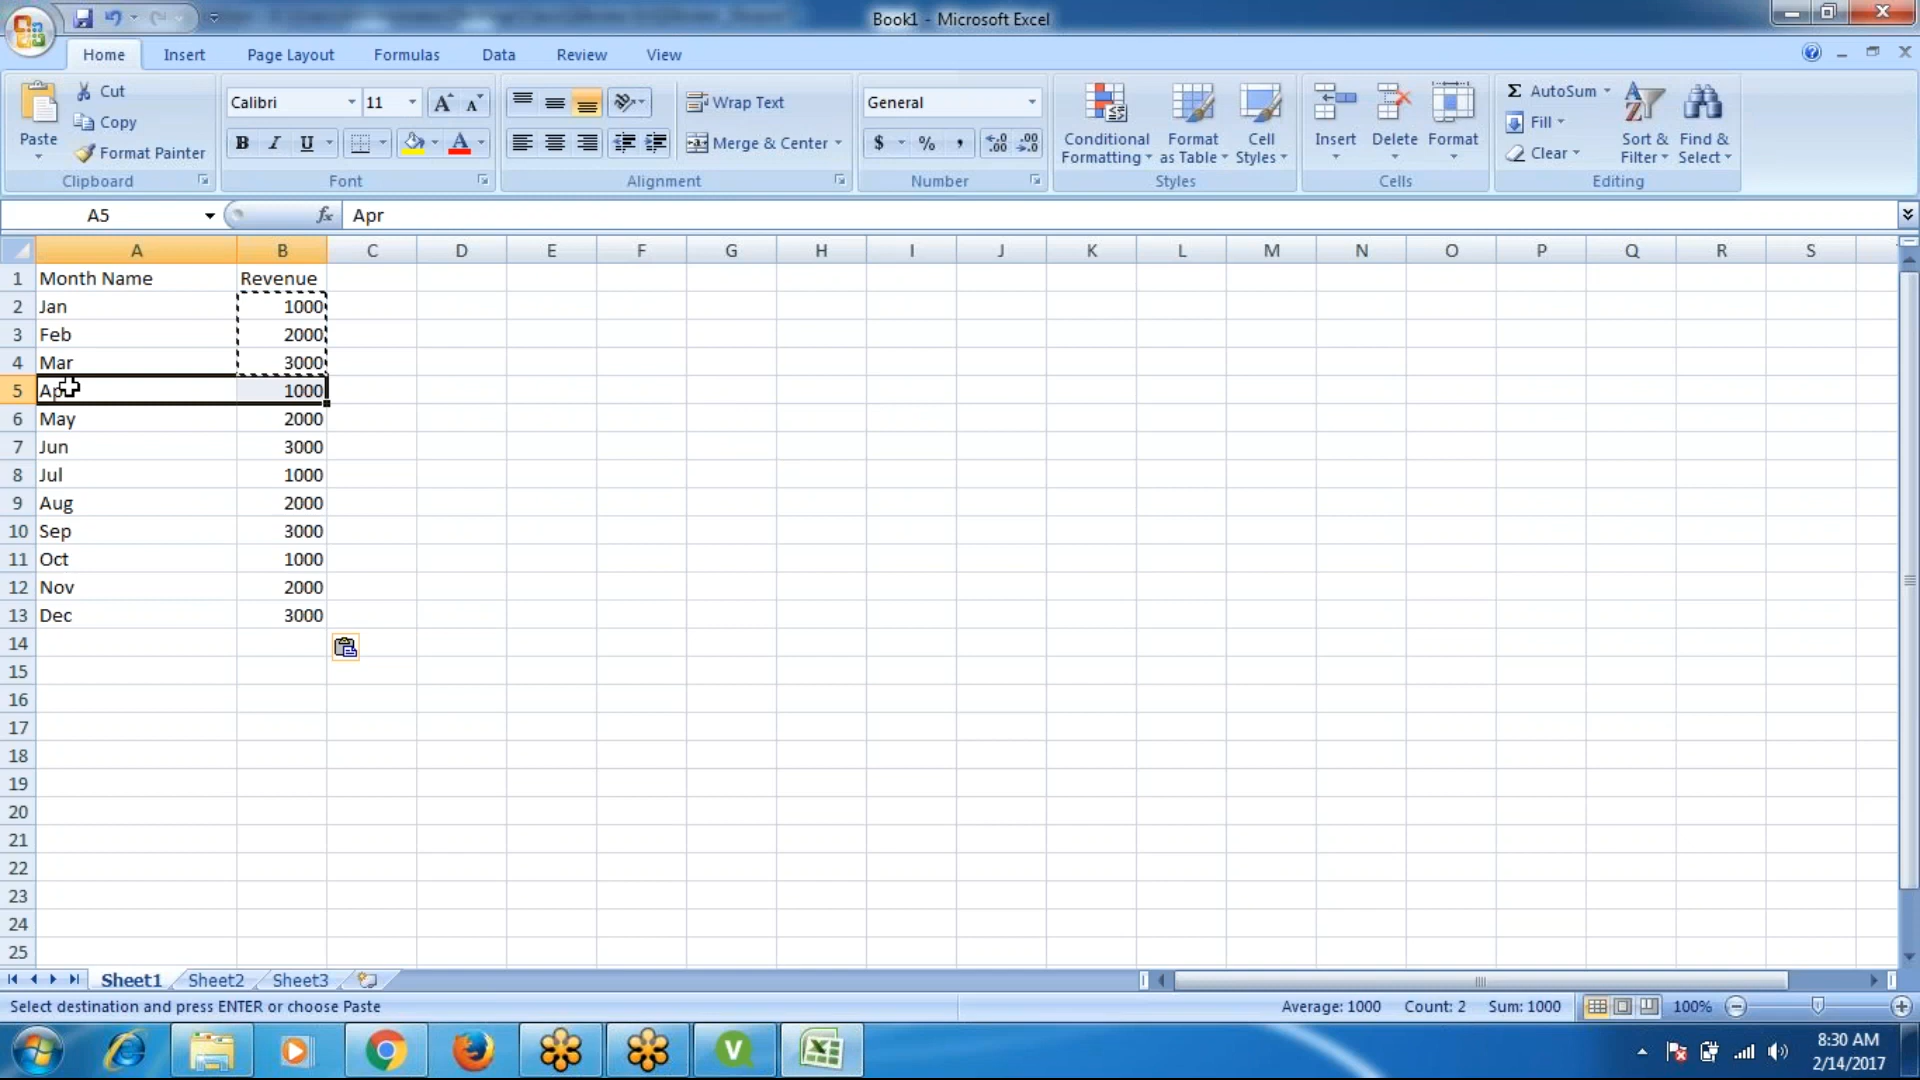 Book1 - Microsoft Excel
Home Insert Page Layout Formulas Data Review View
Paste
Cut
Copy
Format Painter
Clipboard
Calibri 11
B I U A
Font
Wrap Text
Merge & Center
Alignment
General
$ % ,
Number
Conditional Formatting
Format as Table
Cell Styles
Styles
Insert Delete Format
Cells
Σ AutoSum
Fill
Clear
Sort & Filter
Find & Select
Editing
A5 fx Apr
A B C D E F G H I J K L M N O P Q R S
1 Month Name Revenue
2 Jan 1000
3 Feb 2000
4 Mar 3000
5 Apr 1000
6 May 2000
7 Jun 3000
8 Jul 1000
9 Aug 2000
10 Sep 3000
11 Oct 1000
12 Nov 2000
13 Dec 3000
14
15
16
17
18
19
20
21
22
23
24
25
Sheet1 Sheet2 Sheet3
Select destination and press ENTER or choose Paste Average: 1000 Count: 2 Sum: 1000 100%
8:30 AM
2/14/2017